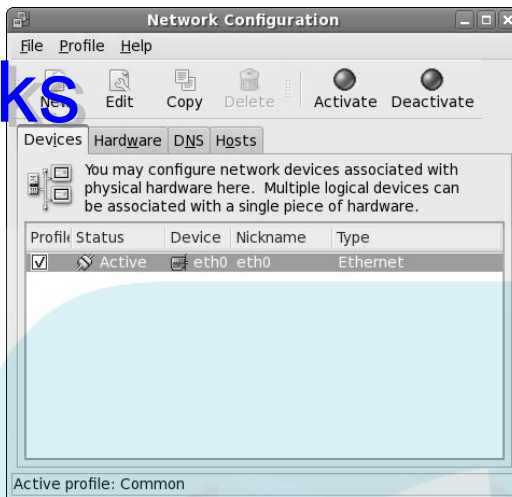 Network Configuration
File Profile Help
ks
New Edit Copy Delete Activate Deactivate
Devices Hardware DNS Hosts
You may configure network devices associated with
physical hardware here. Multiple logical devices can
be associated with a single piece of hardware.
Profile Status Device Nickname Type
Active eth0 eth0 Ethernet
Active profile: Common